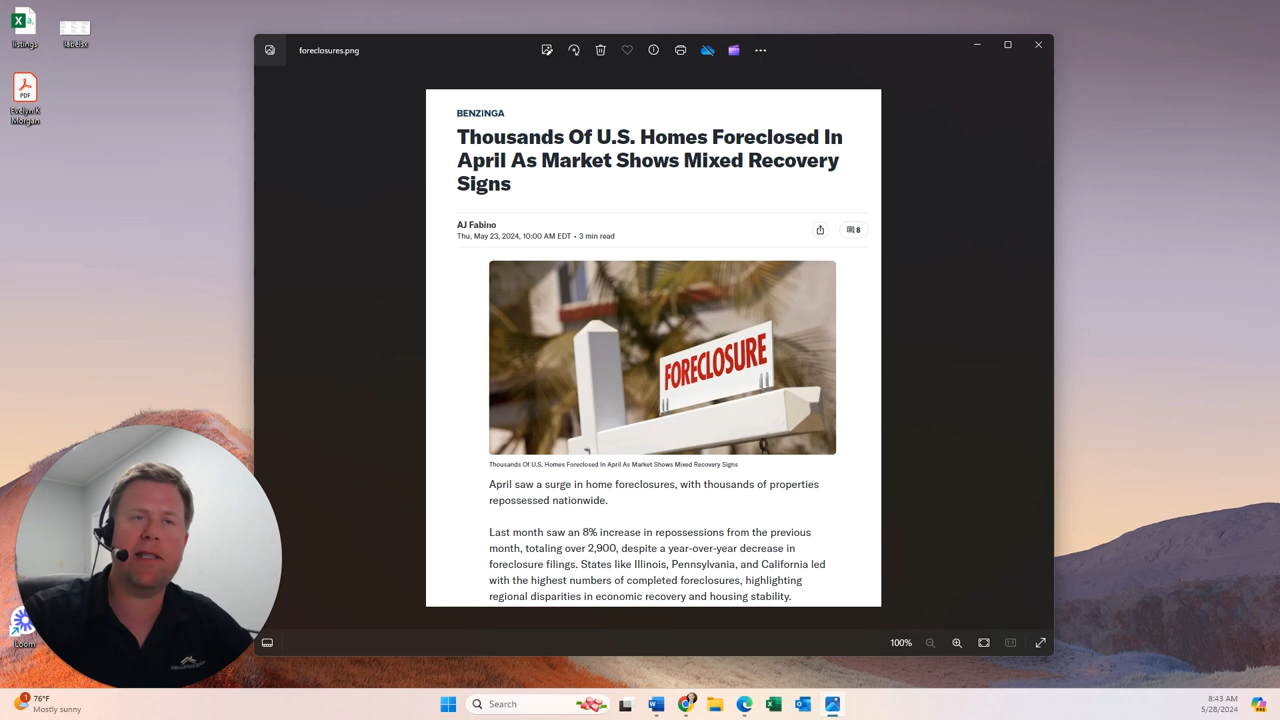 listings
foreclosures.png
PDF
Evelyn K
Morgan
BENZINGA
Thousands Of U.S. Homes Foreclosed In
April As Market Shows Mixed Recovery
Signs
AJ Fabino
Thu, May 23, 2024, 10:00 AM EDT • 3 min read
8
FORECLOSURE
Thousands Of U.S. Homes Foreclosed In April As Market Shows Mixed Recovery Signs
April saw a surge in home foreclosures, with thousands of properties
repossessed nationwide.
Last month saw an 8% increase in repossessions from the previous
month, totaling over 2,900, despite a year-over-year decrease in
foreclosure filings. States like Illinois, Pennsylvania, and California led
with the highest numbers of completed foreclosures, highlighting
regional disparities in economic recovery and housing stability.
Loom
100%
1
76°F
Mostly sunny
Search
8:43 AM
5/28/2024